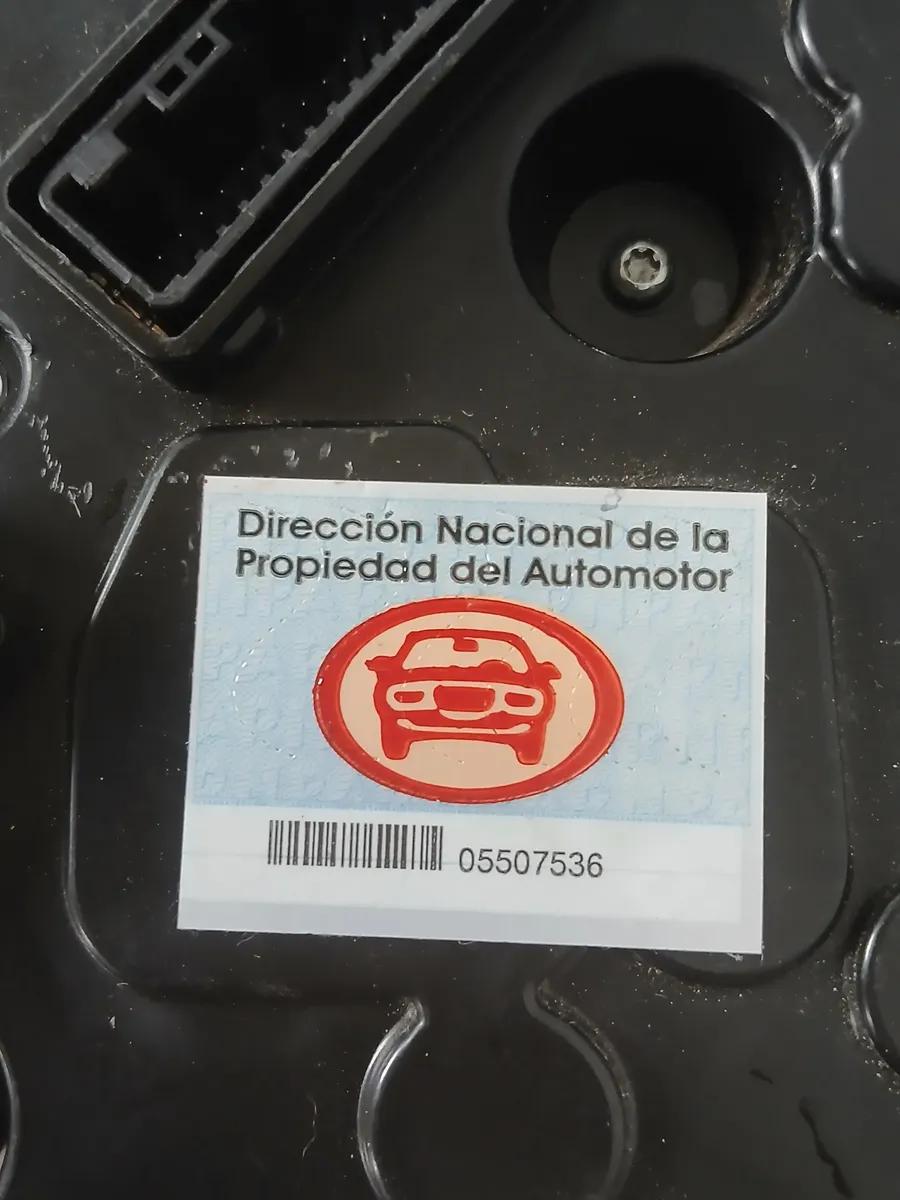 Dirección Nacional de la
Propiedad del Automotor
05507536